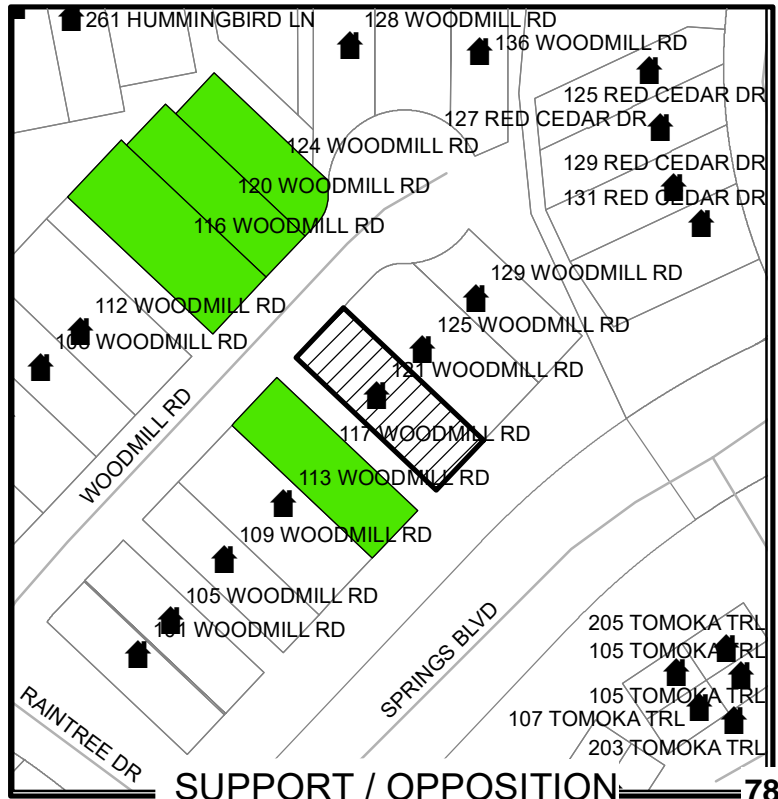 261 HUMMINGBIRD LN
128 WOODMILL RD
136 WOODMILL RD
125 RED CEDAR DR
127 RED CEDAR DR
124 WOODMILL RD
129 RED CEDAR DR
120 WOODMILL RD
131 RED CEDAR DR
116 WOODMILL RD
129 WOODMILL RD
112 WOODMILL RD
125 WOODMILL RD
WOODMILL RD
121 WOODMILL RD
WOODMILL RD
117 WOODMILL RD
113 WOODMILL RD
109 WOODMILL RD
105 WOODMILL RD
205 TOMOKA TRL
101 WOODMILL RD
105 TOMOKA TRL
SPRINGS BLVD
105 TOMOKA TRL
107 TOMOKA TRL
RAINTREE DR
203 TOMOKA TRL
SUPPORT / OPPOSITION
78